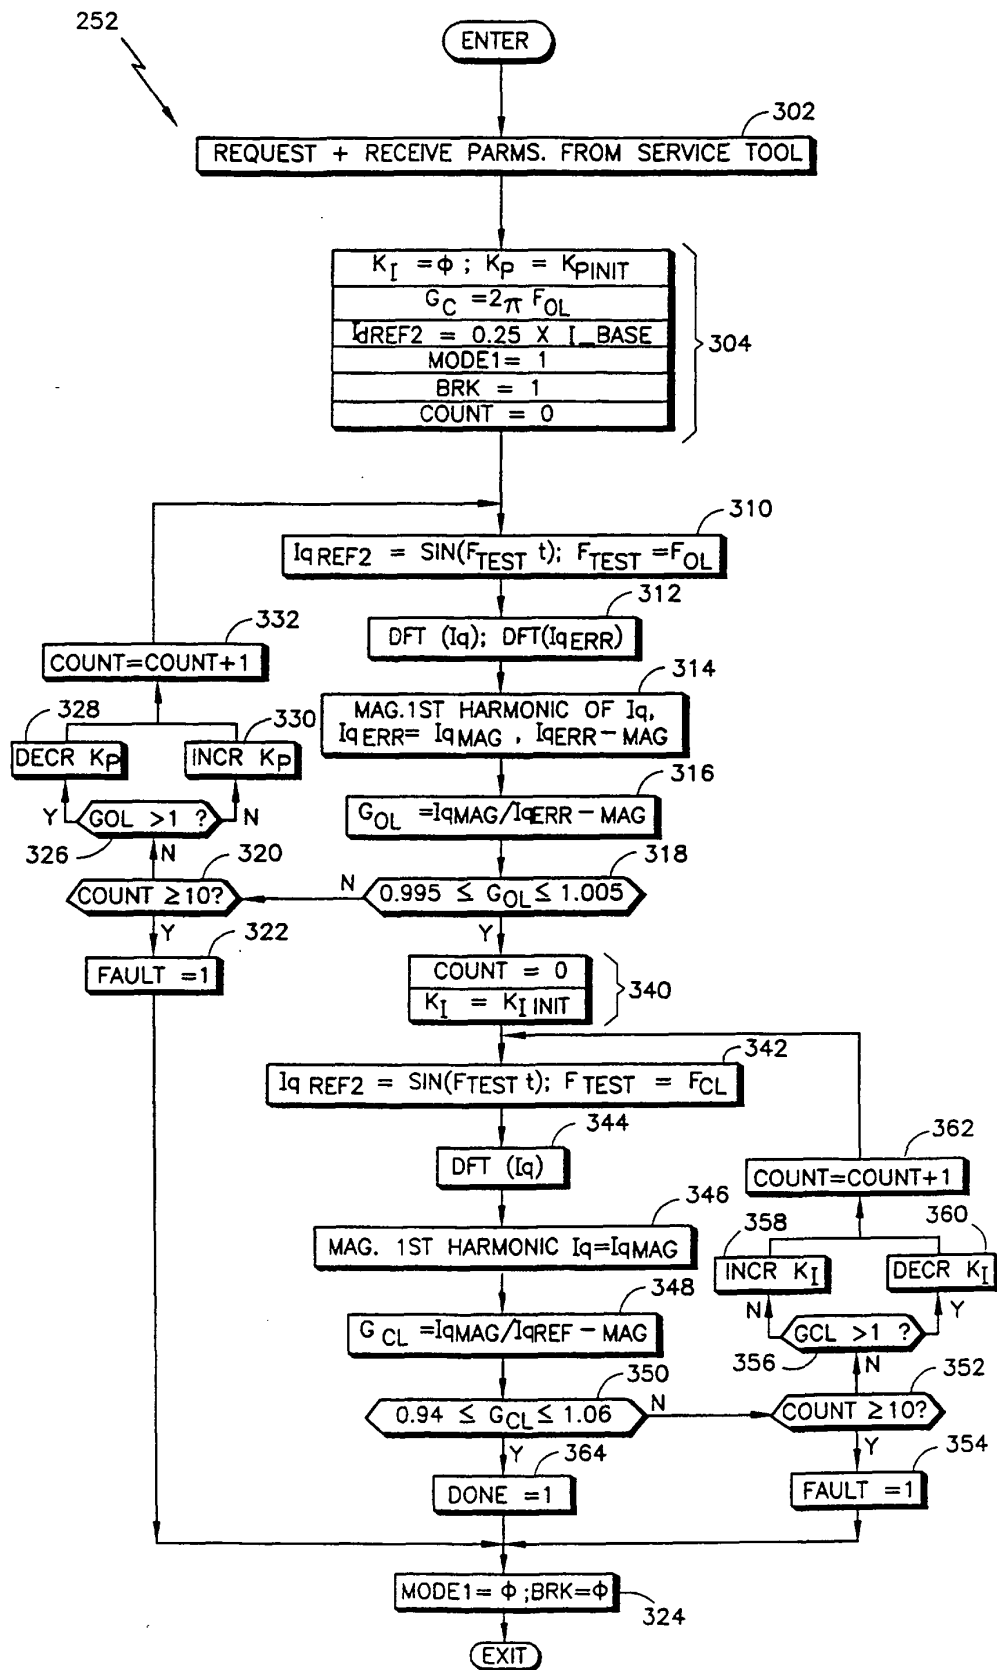 252
ENTER
302
REQUEST + RECEIVE PARMS. FROM SERVICE TOOL
K_I = ϕ ; K_P = K_PINIT
G_C = 2π F_OL
IdREF2 = 0.25 X I_BASE
MODE1 = 1
BRK = 1
COUNT = 0
304
310
Iq REF2 = SIN(F_TEST t); F_TEST = F_OL
312
DFT (Iq); DFT(IqERR)
332
COUNT=COUNT+1
314
MAG.1ST HARMONIC OF Iq,
IqERR= IqMAG , IqERR-MAG
328
DECR K_P
330
INCR K_P
316
G_OL =IqMAG/IqERR-MAG
Y
GOL >1 ?
N
326
N
320
COUNT ≥10?
N
318
0.995 ≤ G_OL ≤ 1.005
Y
322
FAULT =1
Y
COUNT = 0
K_I = K_I INIT
340
342
Iq REF2 = SIN(F_TEST t); F_TEST = F_CL
344
DFT (Iq)
362
COUNT=COUNT+1
346
MAG. 1ST HARMONIC Iq=IqMAG
358
INCR K_I
360
DECR K_I
348
G_CL =IqMAG/IqREF-MAG
N
GCL >1 ?
Y
356
N
350
0.94 ≤ G_CL ≤ 1.06
N
352
COUNT ≥10?
Y
364
DONE =1
Y
354
FAULT =1
MODE1= ϕ ;BRK=ϕ
324
EXIT